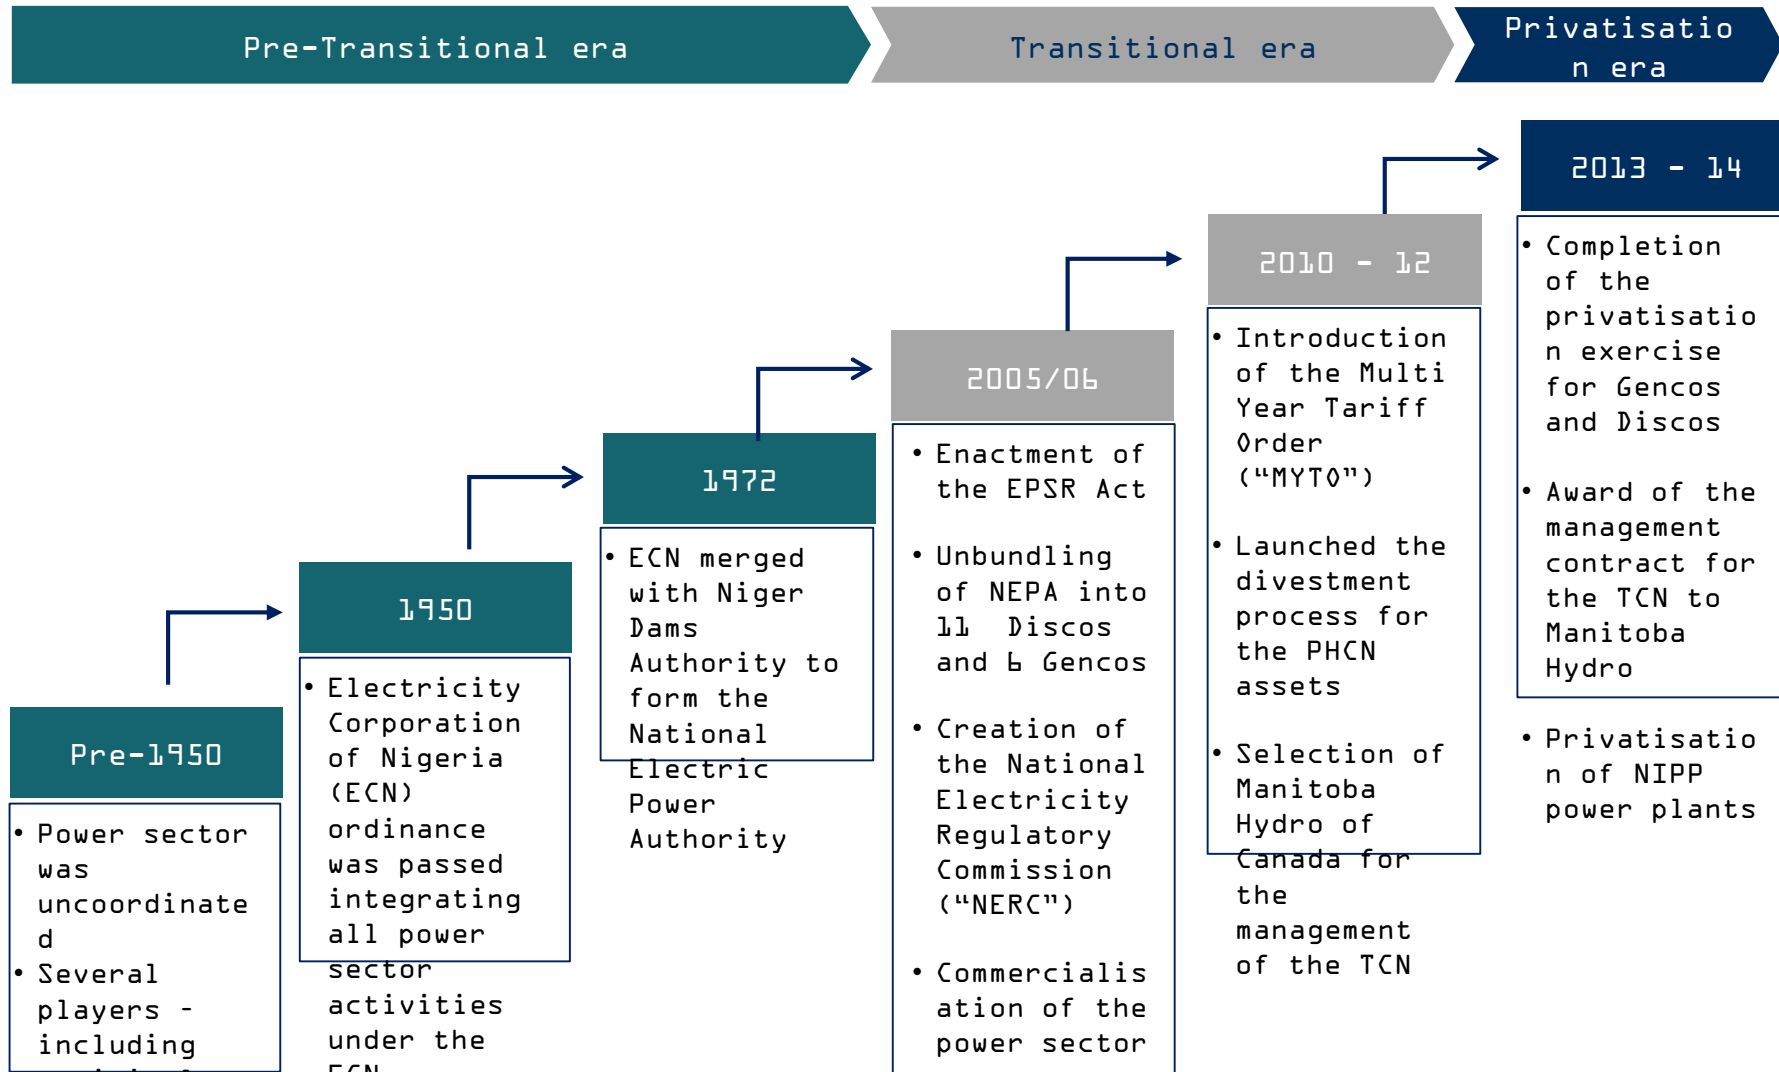 Pre-Transitional era
Transitional era
Privatisatio
n era
Pre-1950
• Power sector
was
uncoordinate
d
• Several
players -
including
1950
• Electricity
Corporation
of Nigeria
(ECN)
ordinance
was passed
integrating
all power
sector
activities
under the
ECN
1972
• ECN merged
with Niger
Dams
Authority to
form the
National
Electric
Power
Authority
2005/06
• Enactment of
the EPSR Act
• Unbundling
of NEPA into
11 Discos
and 6 Gencos
• Creation of
the National
Electricity
Regulatory
Commission
(“NERC”)
• Commercialis
ation of the
power sector
2010 - 12
• Introduction
of the Multi
Year Tariff
Order
(“MYTO”)
• Launched the
divestment
process for
the PHCN
assets
• Selection of
Manitoba
Hydro of
Canada for
the
management
of the TCN
2013 - 14
• Completion
of the
privatisatio
n exercise
for Gencos
and Discos
• Award of the
management
contract for
the TCN to
Manitoba
Hydro
• Privatisatio
n of NIPP
power plants